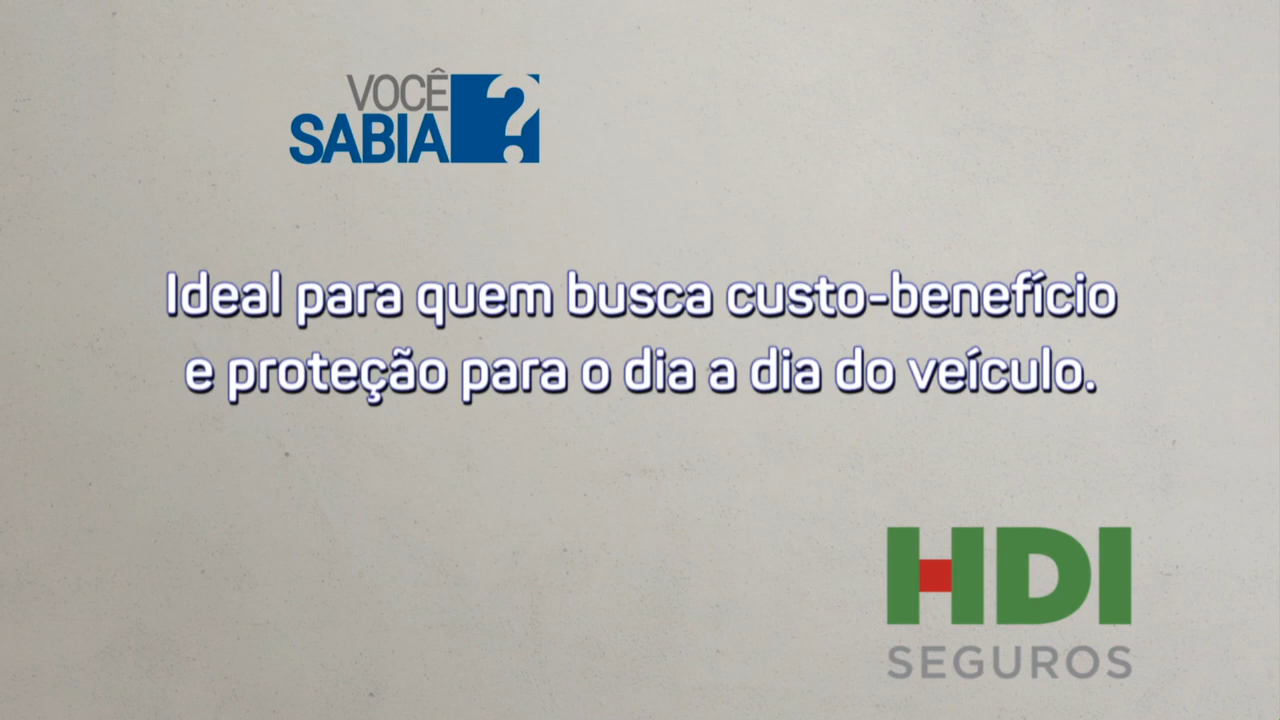 VOCÊ
SABIA?
Ideal para quem busca custo-benefício
e proteção para o dia a dia do veículo.
HDI
SEGUROS